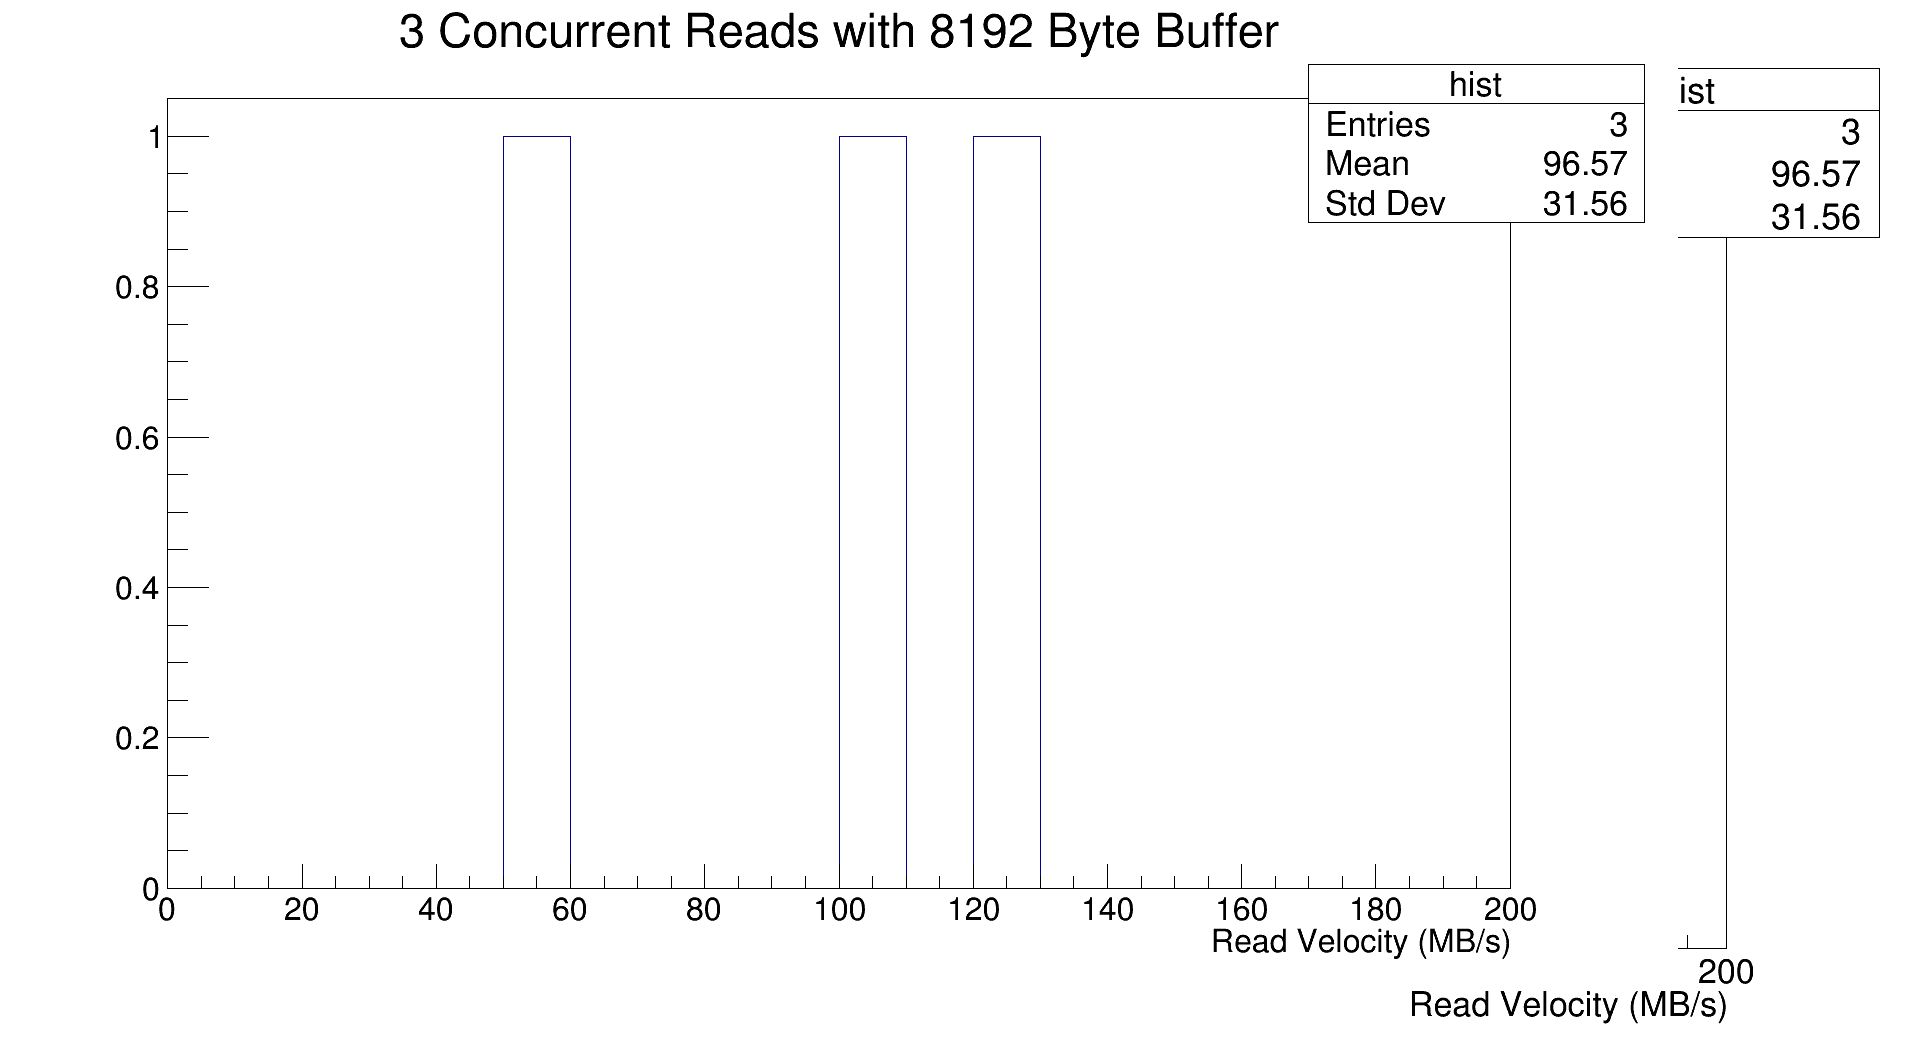 3 Concurrent Reads with 8192 Byte Buffer
hist
Entries 3
Mean 96.57
Std Dev 31.56
ist
3
96.57
31.56
1
0.8
0.6
0.4
0.2
0
0 20 40 60 80 100 120 140 160 180 200
Read Velocity (MB/s)
200
Read Velocity (MB/s)